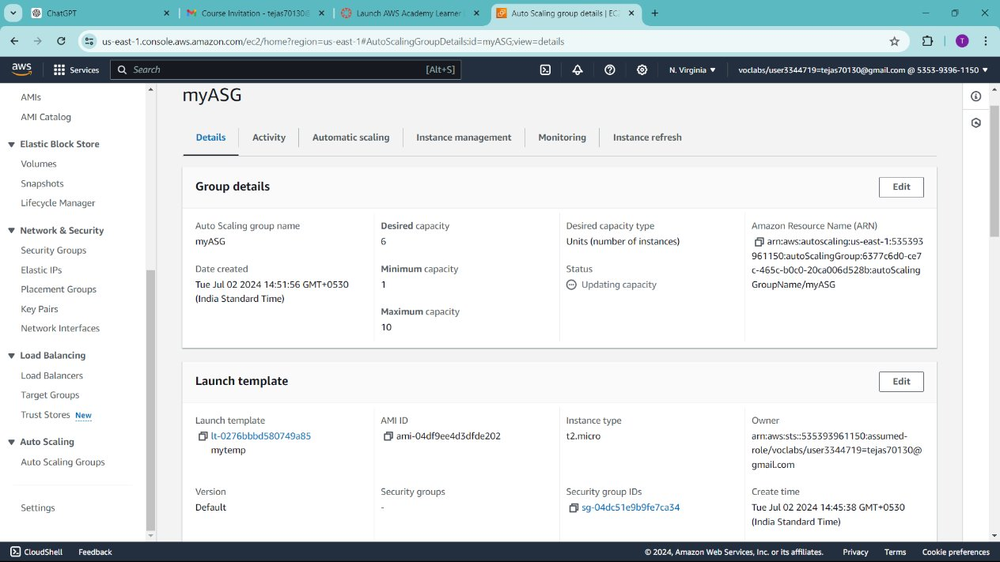 ChatGPT
Course Invitation - tejas70130@
Launch AWS Academy Learner
Auto Scaling group details | EC
us-east-1.console.aws.amazon.com/ec2/home?region=us-east-1#AutoScalingGroupDetails:id=myASG;view=details
T
aws
Services
Search
[Alt+S]
N. Virginia
voclabs/user3344719=tejas70130@gmail.com @ 5353-9396-1150
AMIs
AMI Catalog
Elastic Block Store
Volumes
Snapshots
Lifecycle Manager
Network & Security
Security Groups
Elastic IPs
Placement Groups
Key Pairs
Network Interfaces
Load Balancing
Load Balancers
Target Groups
Trust Stores New
Auto Scaling
Auto Scaling Groups
Settings
myASG
Details
Activity
Automatic scaling
Instance management
Monitoring
Instance refresh
Group details
Edit
Auto Scaling group name
myASG
Date created
Tue Jul 02 2024 14:51:56 GMT+0530
(India Standard Time)
Desired capacity
6
Minimum capacity
1
Maximum capacity
10
Desired capacity type
Units (number of instances)
Status
Updating capacity
Amazon Resource Name (ARN)
arn:aws:autoscaling:us-east-1:535393
961150:autoScalingGroup:6377c6d0-ce7
c-465c-b0c0-20ca006d528b:autoScaling
GroupName/myASG
Launch template
Edit
Launch template
lt-0276bbbd580749a85
mytemp
Version
Default
AMI ID
ami-04df9ee4d3dfde202
Security groups
-
Instance type
t2.micro
Security group IDs
sg-04dc51e9b9fe7ca34
Owner
arn:aws:sts::535393961150:assumed-
role/voclabs/user3344719=tejas70130@
gmail.com
Create time
Tue Jul 02 2024 14:45:38 GMT+0530
(India Standard Time)
CloudShell
Feedback
© 2024, Amazon Web Services, Inc. or its affiliates.
Privacy
Terms
Cookie preferences